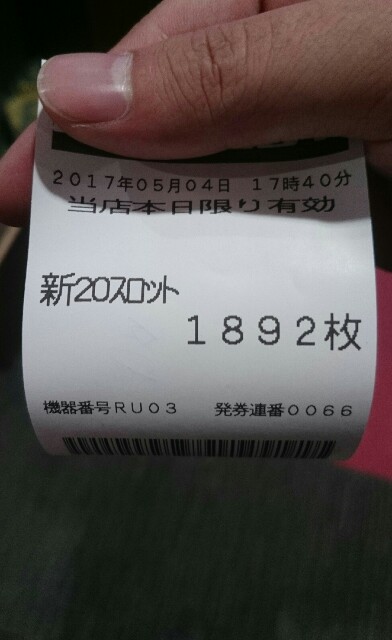 2017年05月04日 17時40分
当店本日限り有効
新20スロット
1892枚
機器番号RU03 発券連番0066